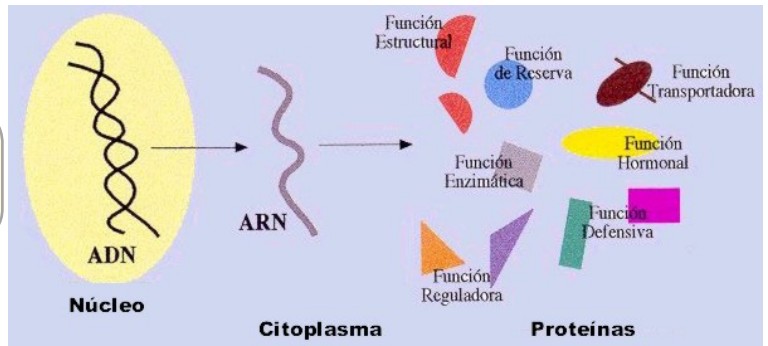 Función
Estructural
Función
de Reserva
Función
Transportadora
Función
Enzimática
Función
Hormonal
Función
Defensiva
Función
Reguladora
ADN
ARN
Núcleo
Citoplasma
Proteínas